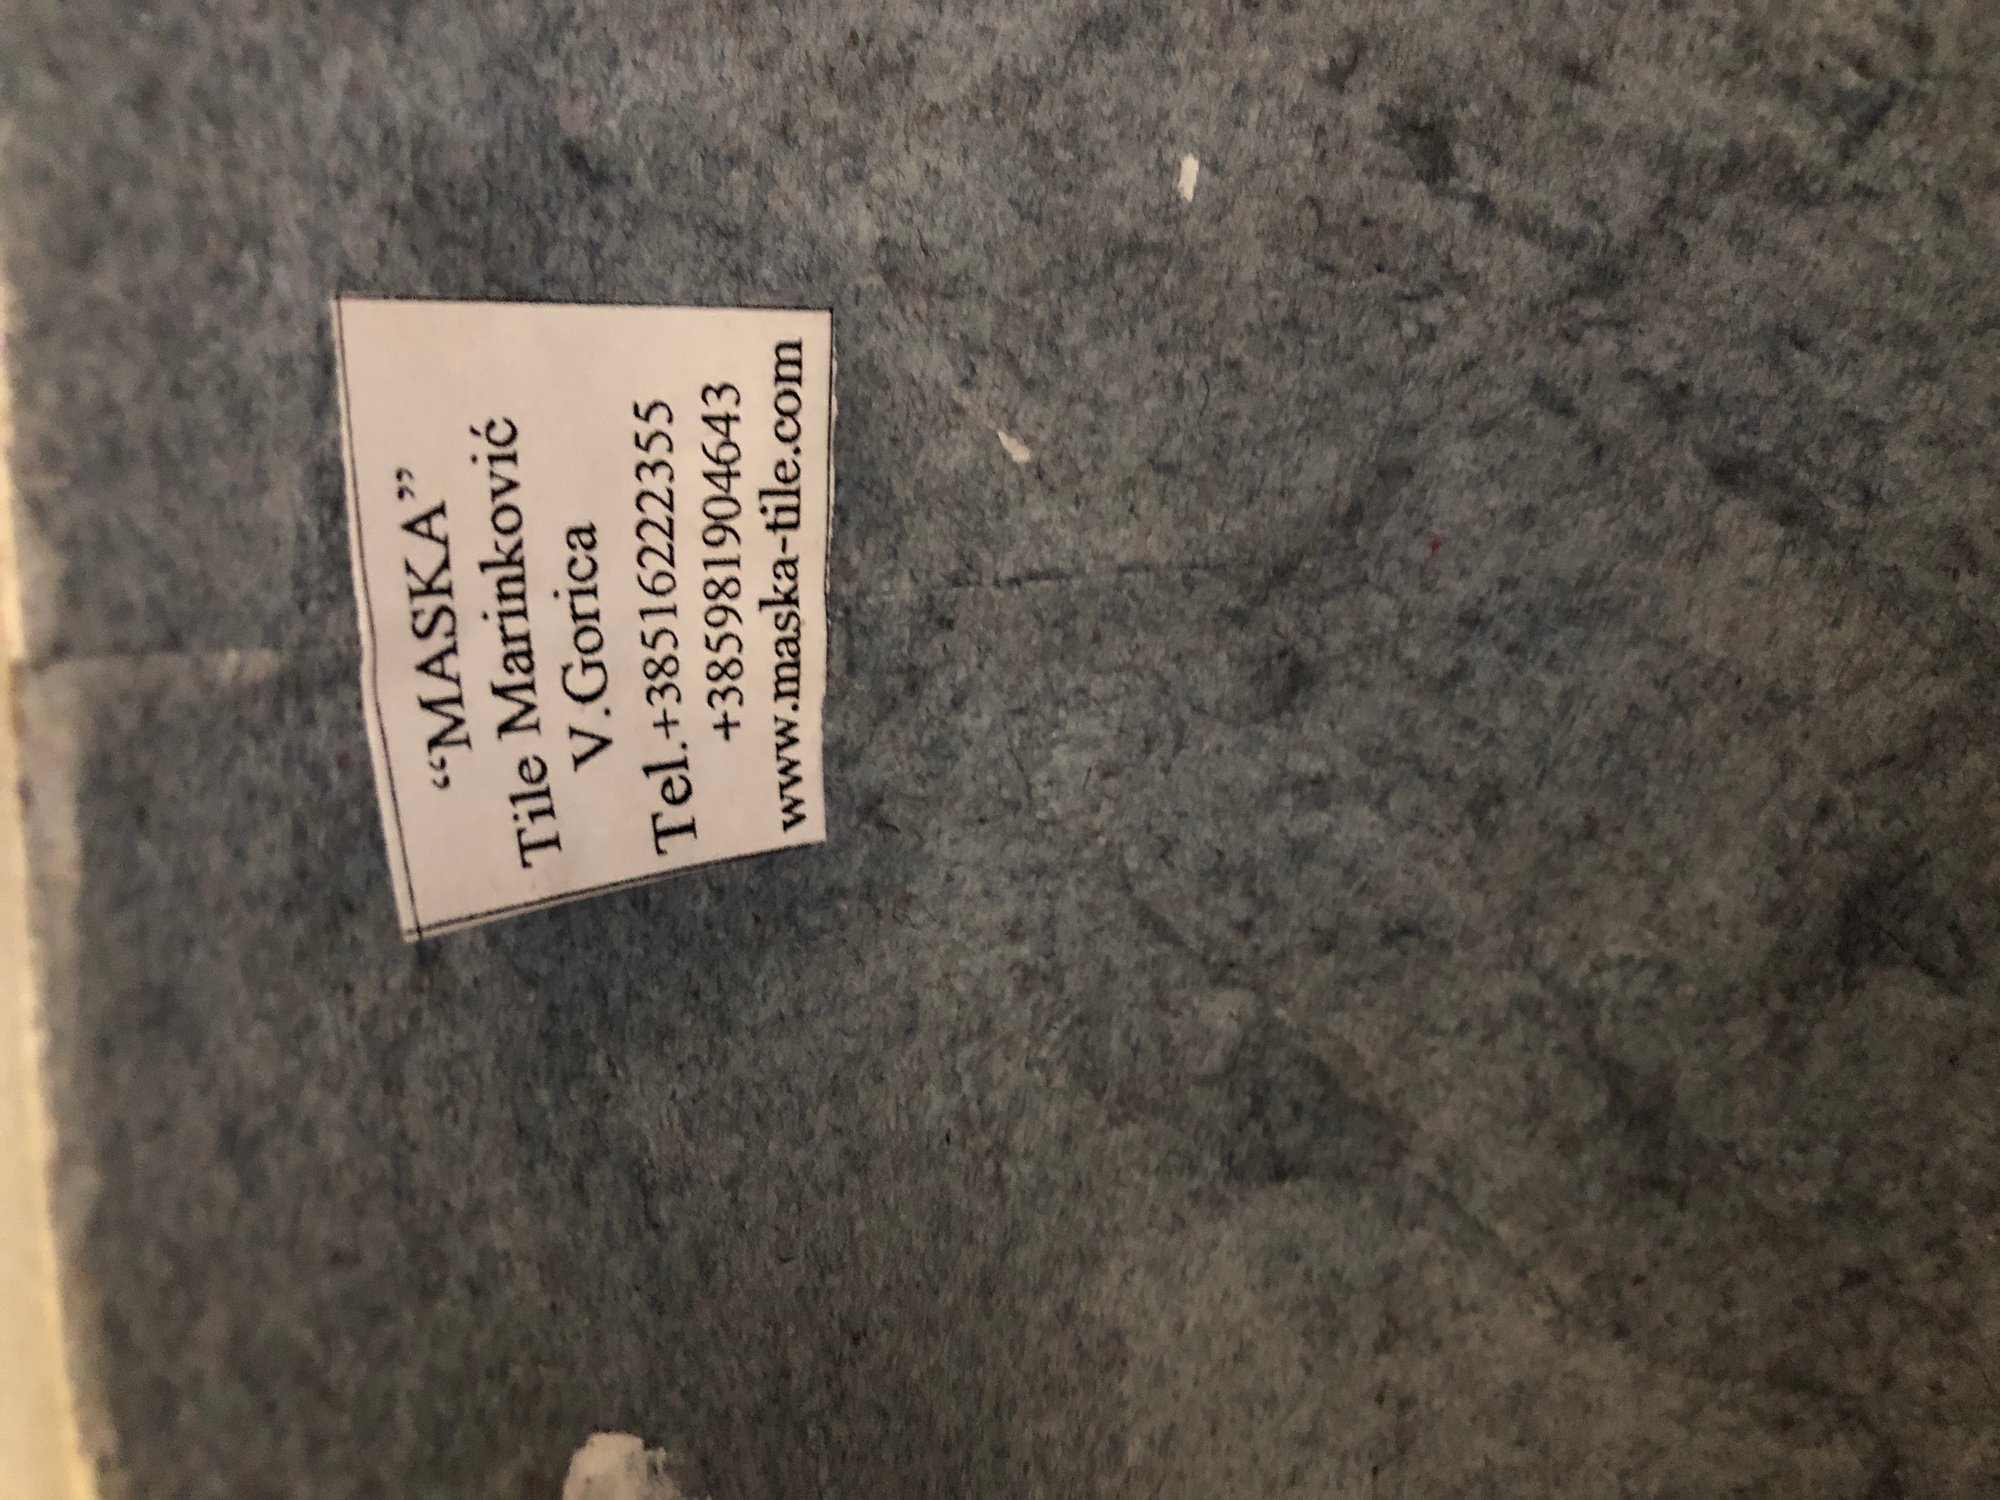 “MASKA”
Tile Marinković
V.Gorica
Tel.+38516222355
+385981904643
www.maska-tile.com